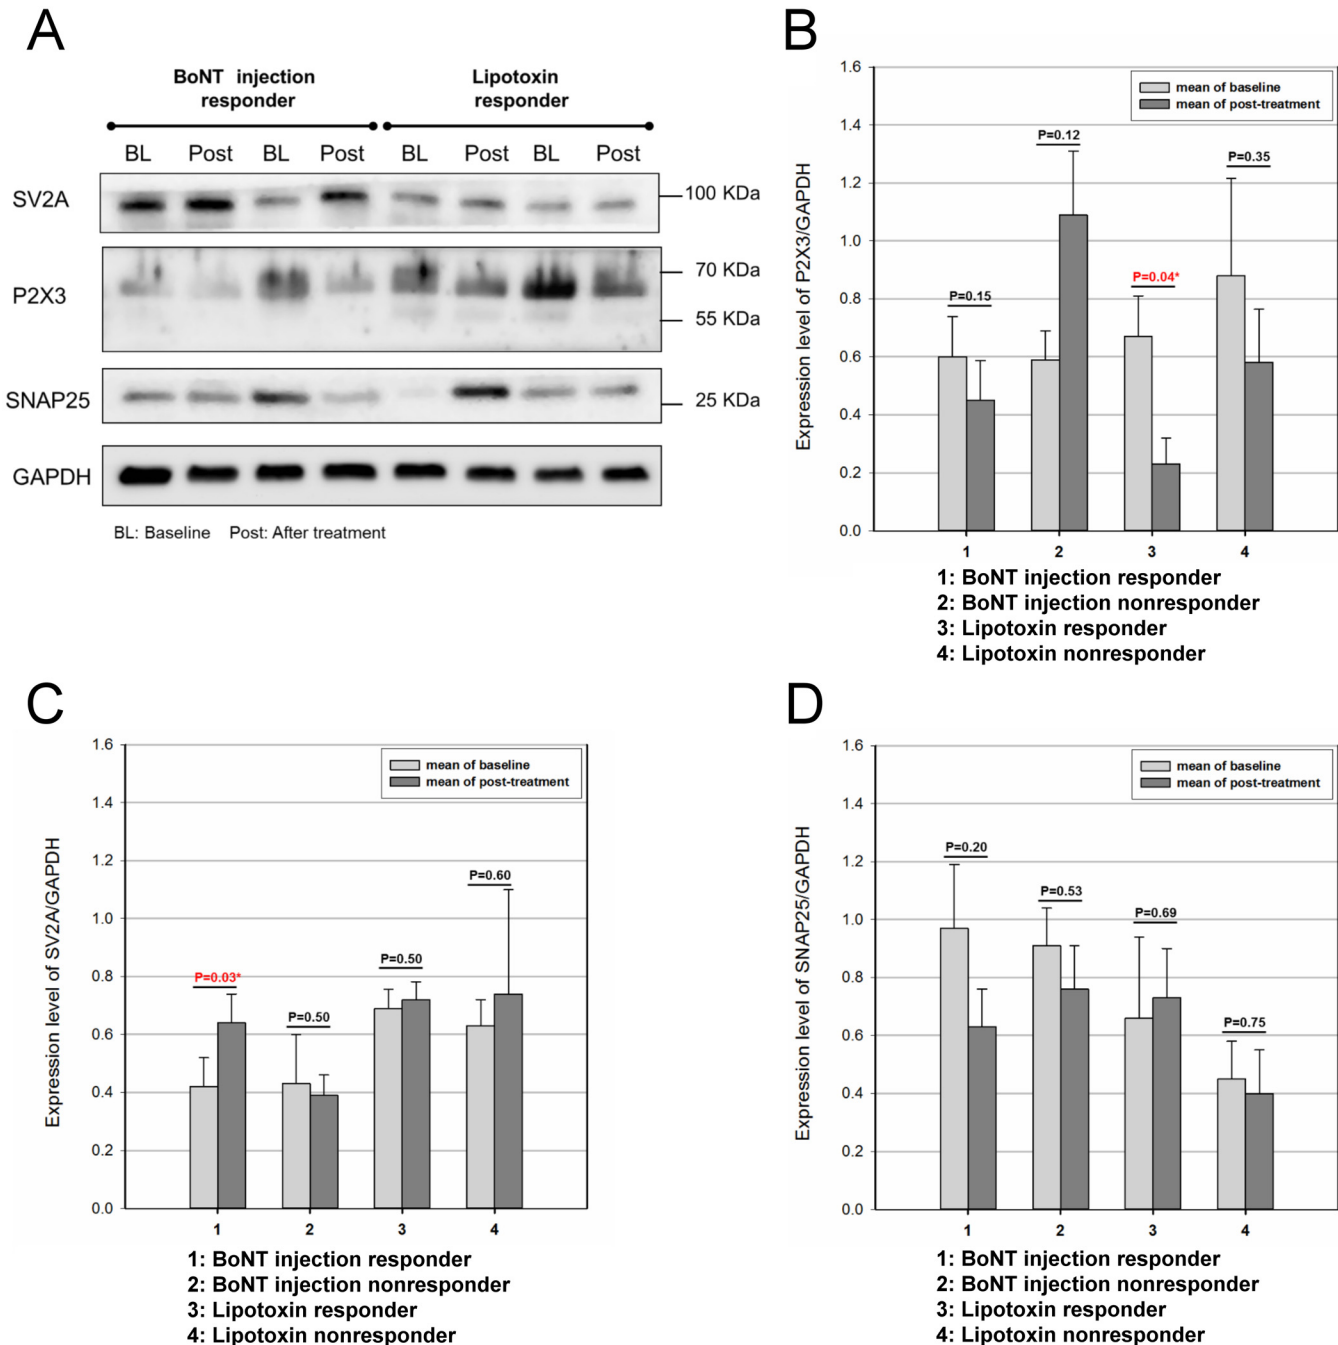 A
BoNT injection
responder
Lipotoxin
responder
BL Post BL Post BL Post BL Post
SV2A
100 KDa
P2X3
70 KDa
55 KDa
SNAP25
25 KDa
GAPDH
BL: Baseline Post: After treatment
B
Expression level of P2X3/GAPDH
1.6
1.4
1.2
1.0
0.8
0.6
0.4
0.2
0.0
mean of baseline
mean of post-treatment
P=0.15
P=0.12
P=0.04*
P=0.35
1 2 3 4
1: BoNT injection responder
2: BoNT injection nonresponder
3: Lipotoxin responder
4: Lipotoxin nonresponder
C
Expression level of SV2A/GAPDH
1.6
1.4
1.2
1.0
0.8
0.6
0.4
0.2
0.0
mean of baseline
mean of post-treatment
P=0.03*
P=0.50
P=0.50
P=0.60
1 2 3 4
1: BoNT injection responder
2: BoNT injection nonresponder
3: Lipotoxin responder
4: Lipotoxin nonresponder
D
Expression level of SNAP25/GAPDH
1.6
1.4
1.2
1.0
0.8
0.6
0.4
0.2
0.0
mean of baseline
mean of post-treatment
P=0.20
P=0.53
P=0.69
P=0.75
1 2 3 4
1: BoNT injection responder
2: BoNT injection nonresponder
3: Lipotoxin responder
4: Lipotoxin nonresponder